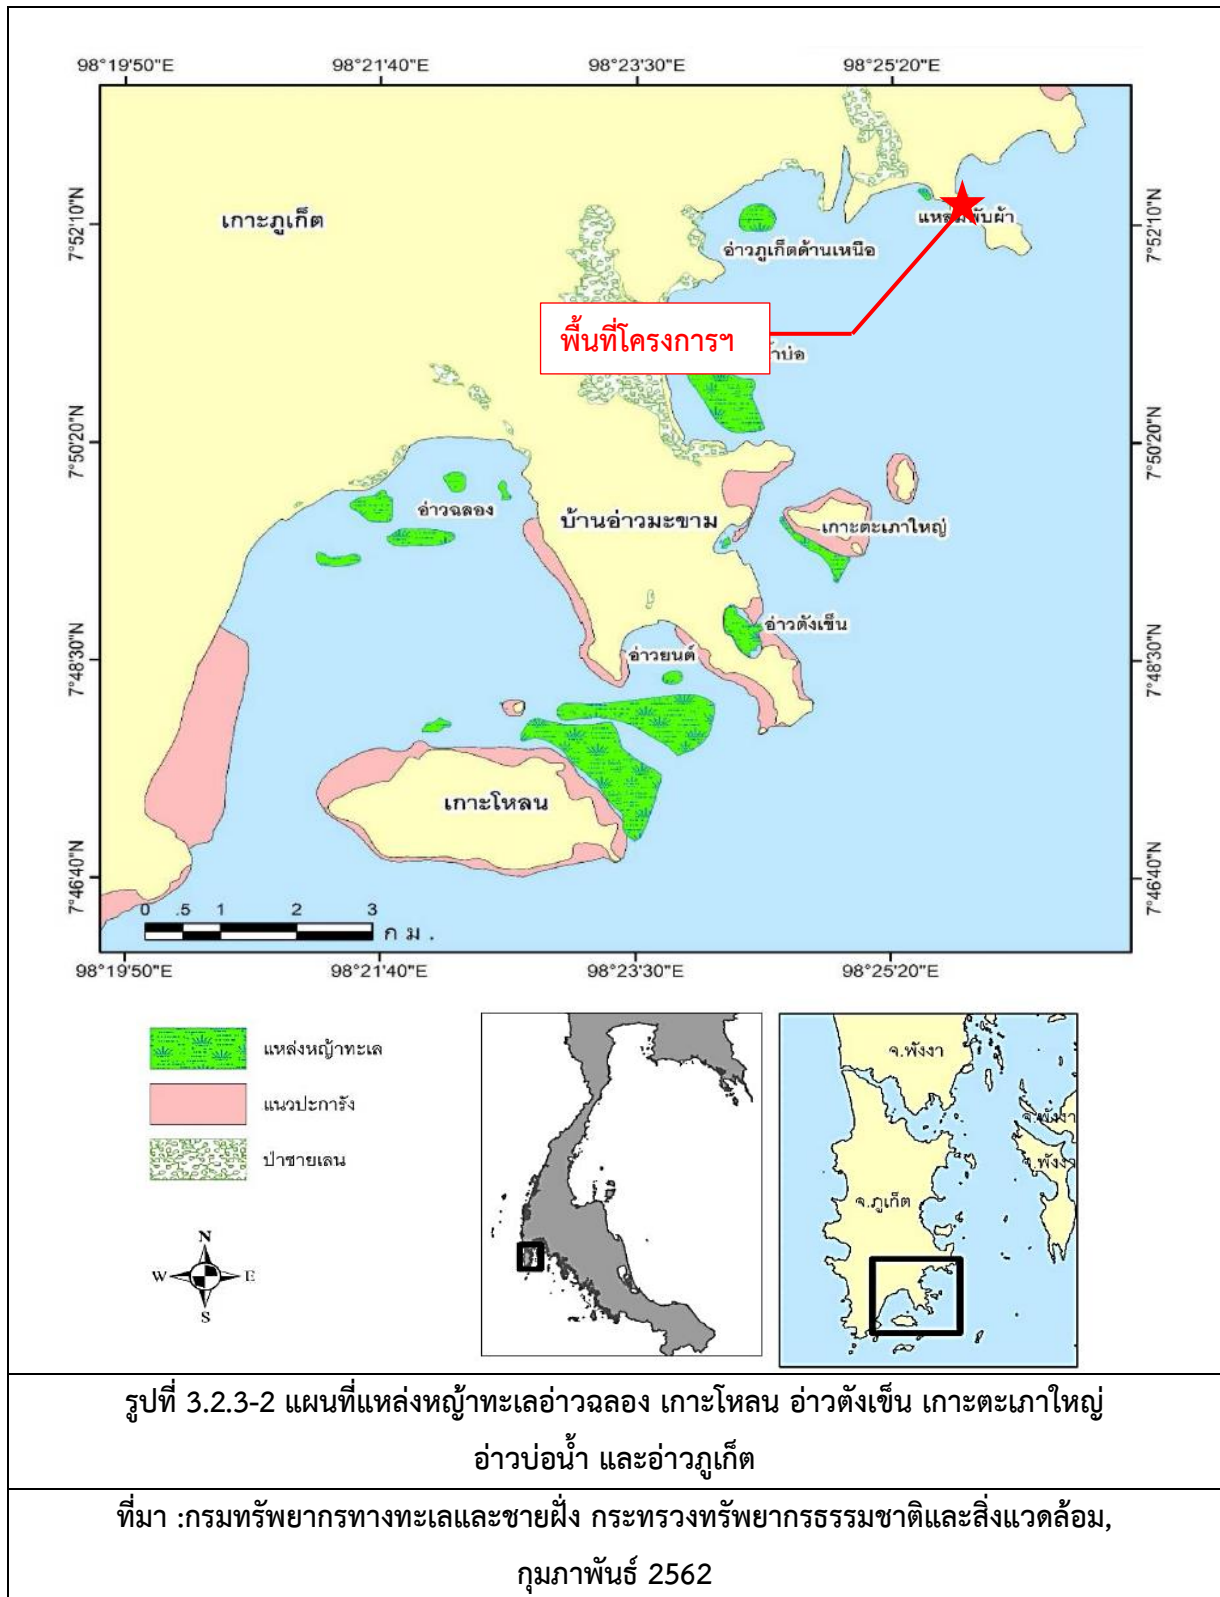 98°19'50"E 98°21'40"E 98°23'30"E 98°25'20"E
7°52'10"N 7°52'10"N
เกาะภูเก็ต
อ่าวภูเก็ตด้านเหนือ
พื้นที่โครงการฯ
7°50'20"N 7°50'20"N
อ่าวฉลอง
บ้านอ่าวมะขาม
เกาะตะเภาใหญ่
อ่าวตังเข็น
อ่าวยนต์
7°48'30"N 7°48'30"N
เกาะโหลน
7°46'40"N 7°46'40"N
0 .5 1 2 3
ก ม .
98°19'50"E 98°21'40"E 98°23'30"E 98°25'20"E
แหล่งหญ้าทะเล
แนวปะการัง
ป่าชายเลน
N
W E
S
จ.พังงา
จ.พังงา
จ.พังงา
จ.ภูเก็ต
รูปที่ 3.2.3-2 แผนที่แหล่งหญ้าทะเลอ่าวฉลอง เกาะโหลน อ่าวตังเข็น เกาะตะเภาใหญ่
อ่าวบ่อน้ำ และอ่าวภูเก็ต
ที่มา :กรมทรัพยากรทางทะเลและชายฝั่ง กระทรวงทรัพยากรธรรมชาติและสิ่งแวดล้อม,
กุมภาพันธ์ 2562